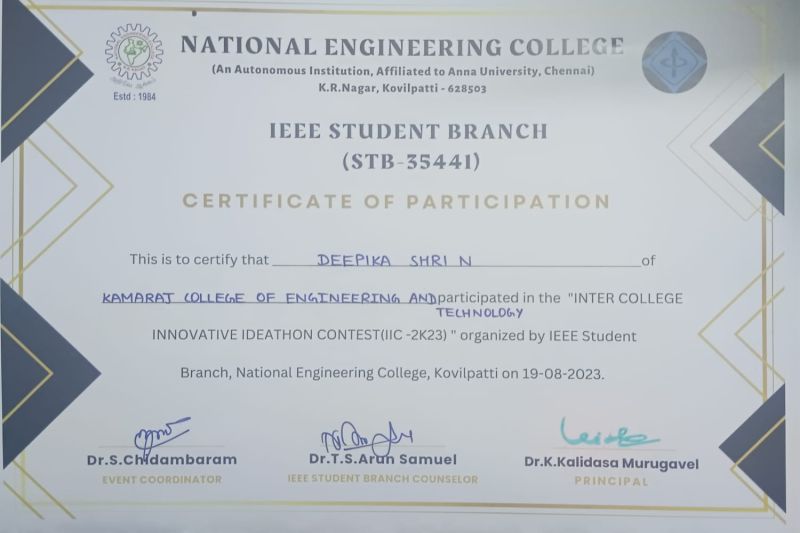 NATIONAL ENGINEERING COLLEGE
(An Autonomous Institution, Affiliated to Anna University, Chennai)
K.R.Nagar, Kovilpatti - 628503
Estd : 1984
IEEE STUDENT BRANCH
(STB-35441)
CERTIFICATE OF PARTICIPATION
This is to certify that DEEPIKA SHRI N of
KAMARAJ COLLEGE OF ENGINEERING AND participated in the "INTER COLLEGE
TECHNOLOGY
INNOVATIVE IDEATHON CONTEST(IIC -2K23) " organized by IEEE Student
Branch, National Engineering College, Kovilpatti on 19-08-2023.
Dr.S.Chidambaram Dr.T.S.Arun Samuel Dr.K.Kalidasa Murugavel
EVENT COORDINATOR IEEE STUDENT BRANCH COUNSELOR PRINCIPAL